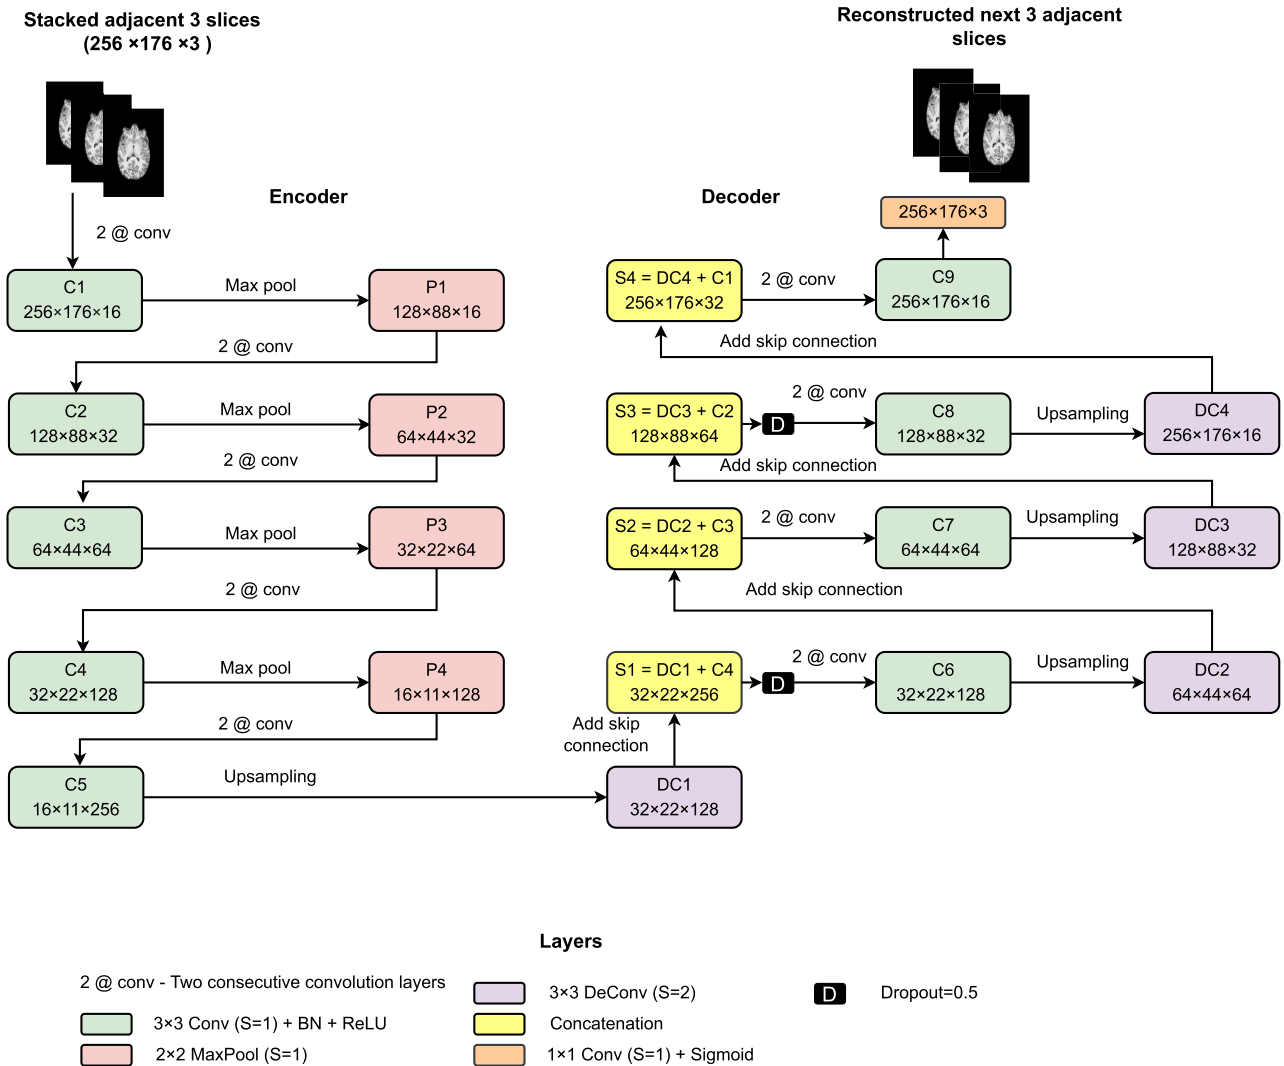 Stacked adjacent 3 slices
(256 ×176 ×3 )
Reconstructed next 3 adjacent
slices
Encoder
Decoder
2 @ conv
256×176×3
C1
256×176×16
Max pool
P1
128×88×16
S4 = DC4 + C1
256×176×32
2 @ conv
C9
256×176×16
2 @ conv
Add skip connection
C2
128×88×32
Max pool
P2
64×44×32
S3 = DC3 + C2
128×88×64
D
2 @ conv
C8
128×88×32
Upsampling
DC4
256×176×16
2 @ conv
Add skip connection
C3
64×44×64
Max pool
P3
32×22×64
S2 = DC2 + C3
64×44×128
2 @ conv
C7
64×44×64
Upsampling
DC3
128×88×32
2 @ conv
Add skip connection
C4
32×22×128
Max pool
P4
16×11×128
S1 = DC1 + C4
32×22×256
D
2 @ conv
C6
32×22×128
Upsampling
DC2
64×44×64
2 @ conv
Add skip
connection
C5
16×11×256
Upsampling
DC1
32×22×128
Layers
2 @ conv - Two consecutive convolution layers
3×3 Conv (S=1) + BN + ReLU
2×2 MaxPool (S=1)
3×3 DeConv (S=2)
Concatenation
1×1 Conv (S=1) + Sigmoid
D
Dropout=0.5